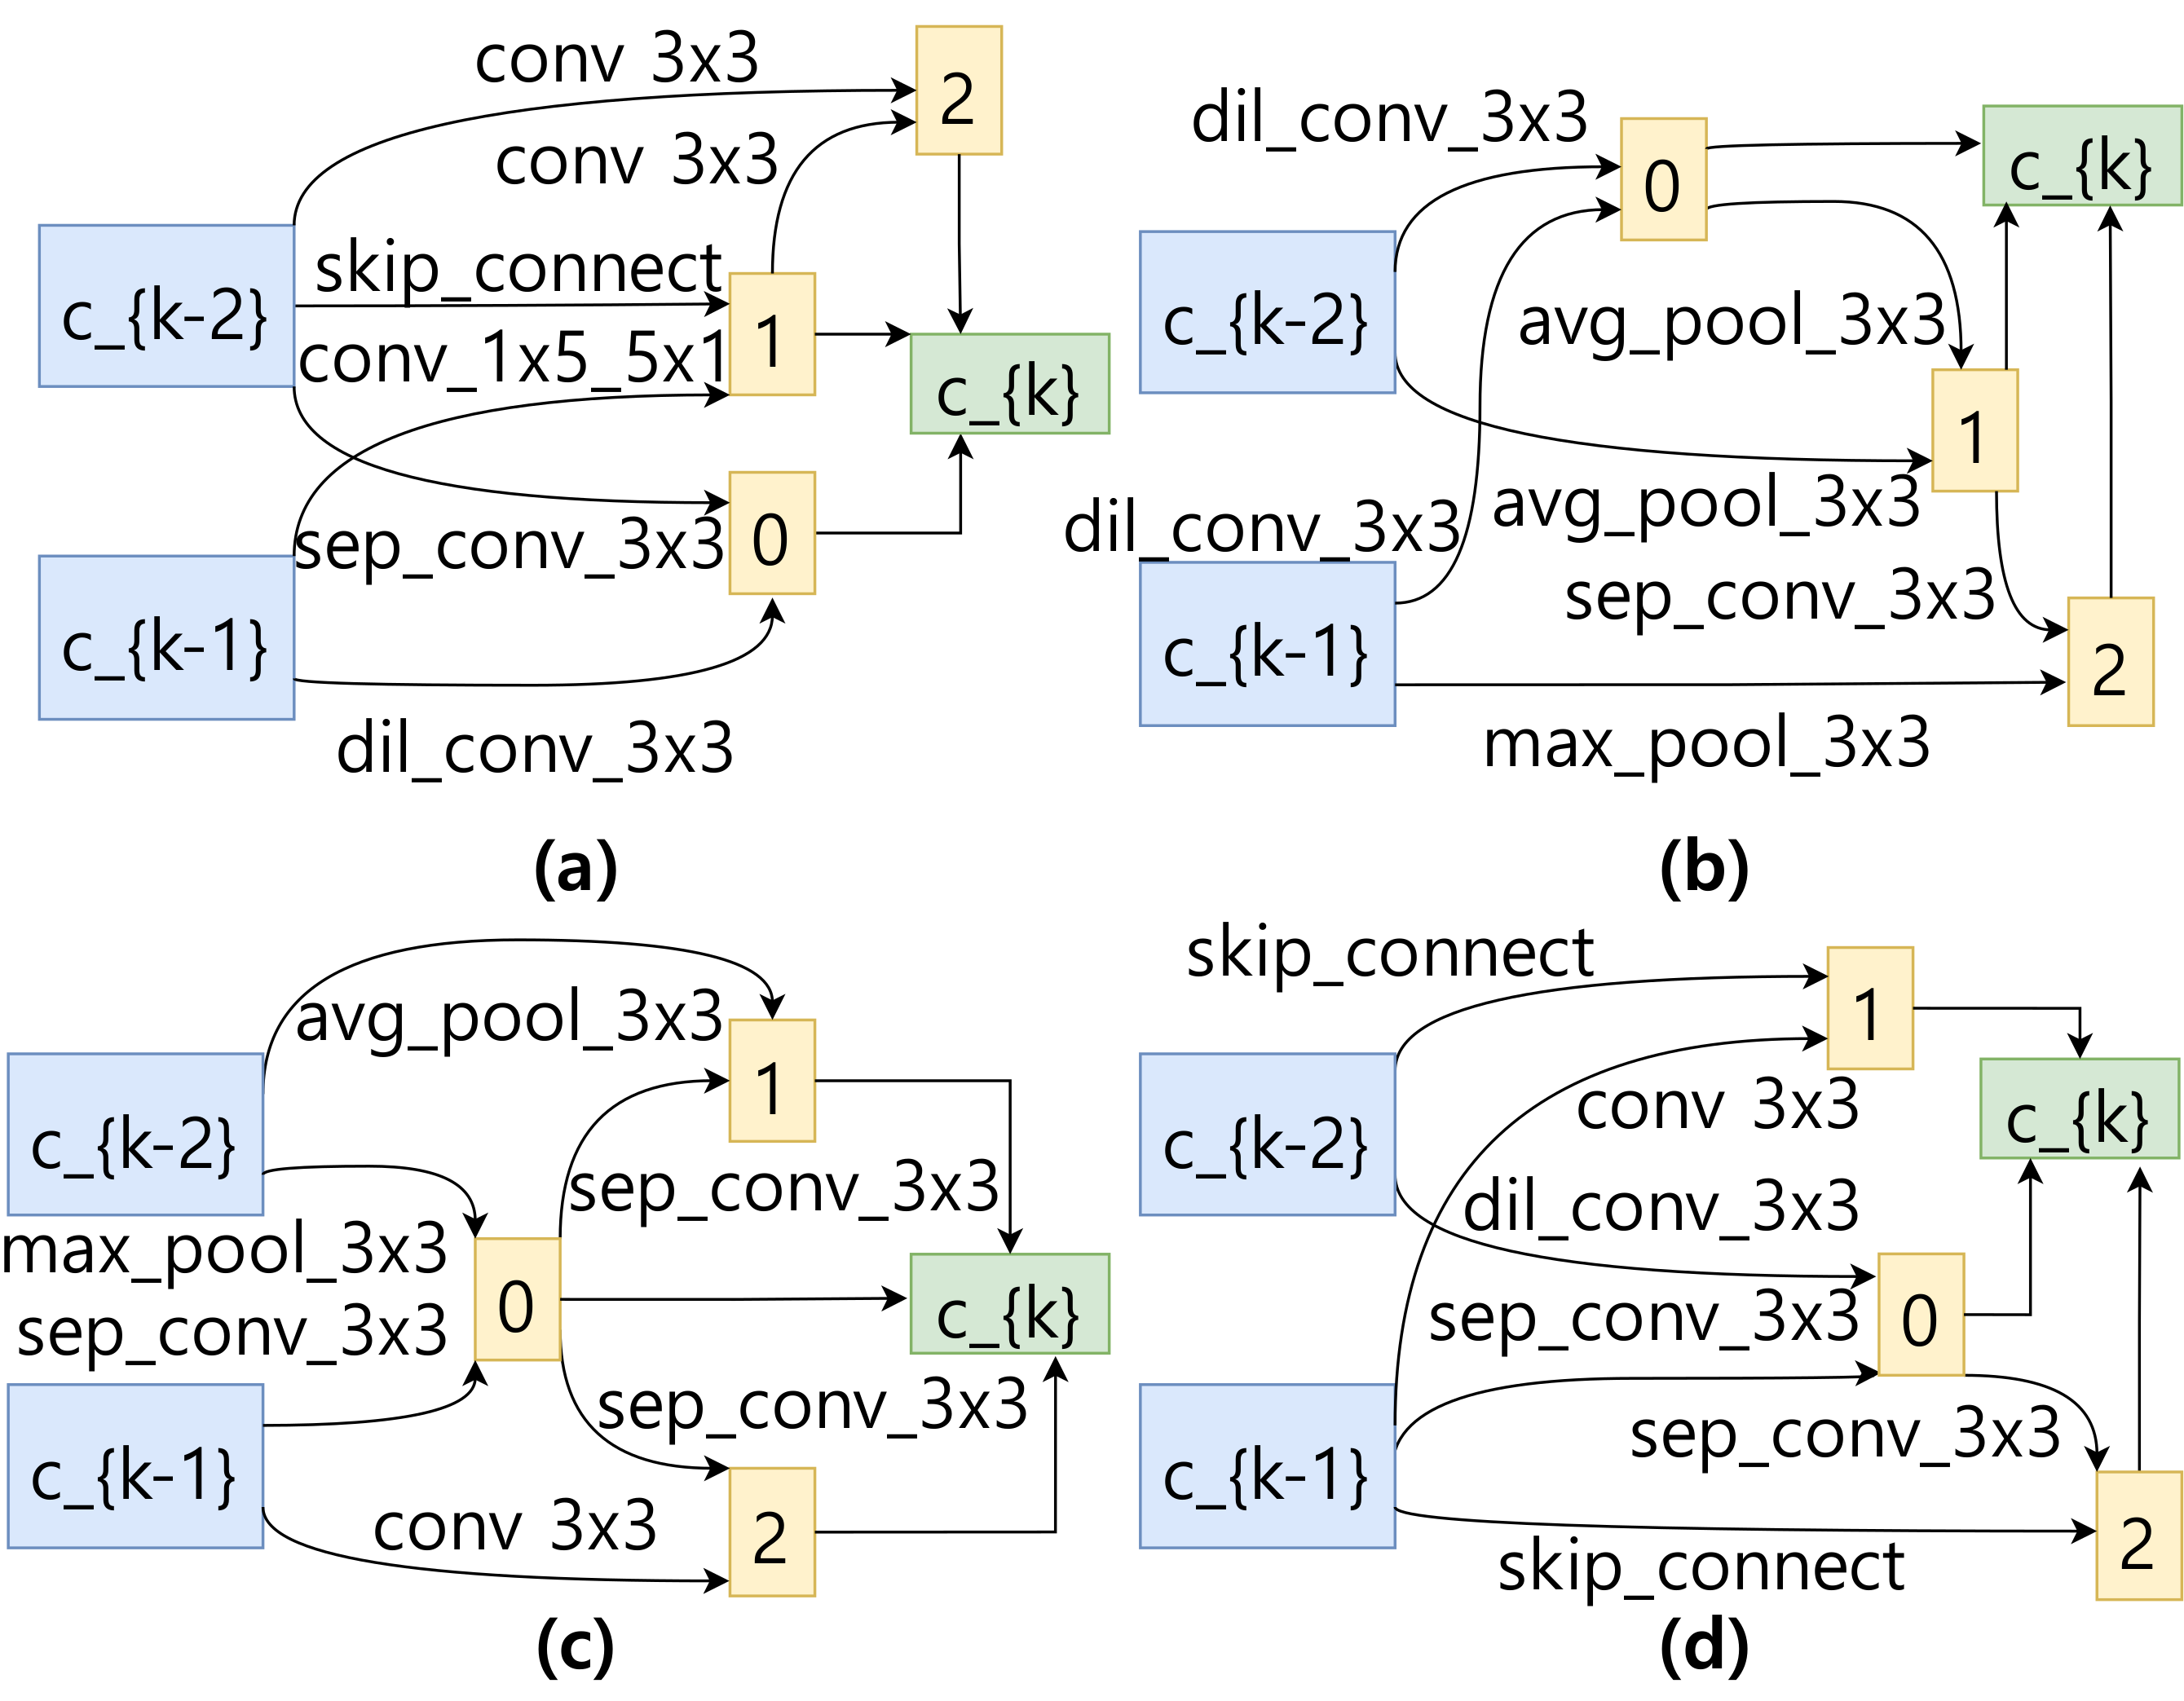 conv 3x3
2
conv 3x3
c_{k-2}
skip_connect
1
conv_1x5_5x1
c_{k}
sep_conv_3x3
0
c_{k-1}
dil_conv_3x3
(a)
dil_conv_3x3
0
c_{k}
c_{k-2}
avg_pool_3x3
1
avg_pool_3x3
dil_conv_3x3
sep_conv_3x3
c_{k-1}
2
max_pool_3x3
(b)
avg_pool_3x3
1
c_{k-2}
sep_conv_3x3
max_pool_3x3
0
c_{k}
sep_conv_3x3
sep_conv_3x3
c_{k-1}
conv 3x3
2
(c)
skip_connect
1
conv 3x3
c_{k}
c_{k-2}
dil_conv_3x3
sep_conv_3x3
0
sep_conv_3x3
c_{k-1}
2
skip_connect
(d)